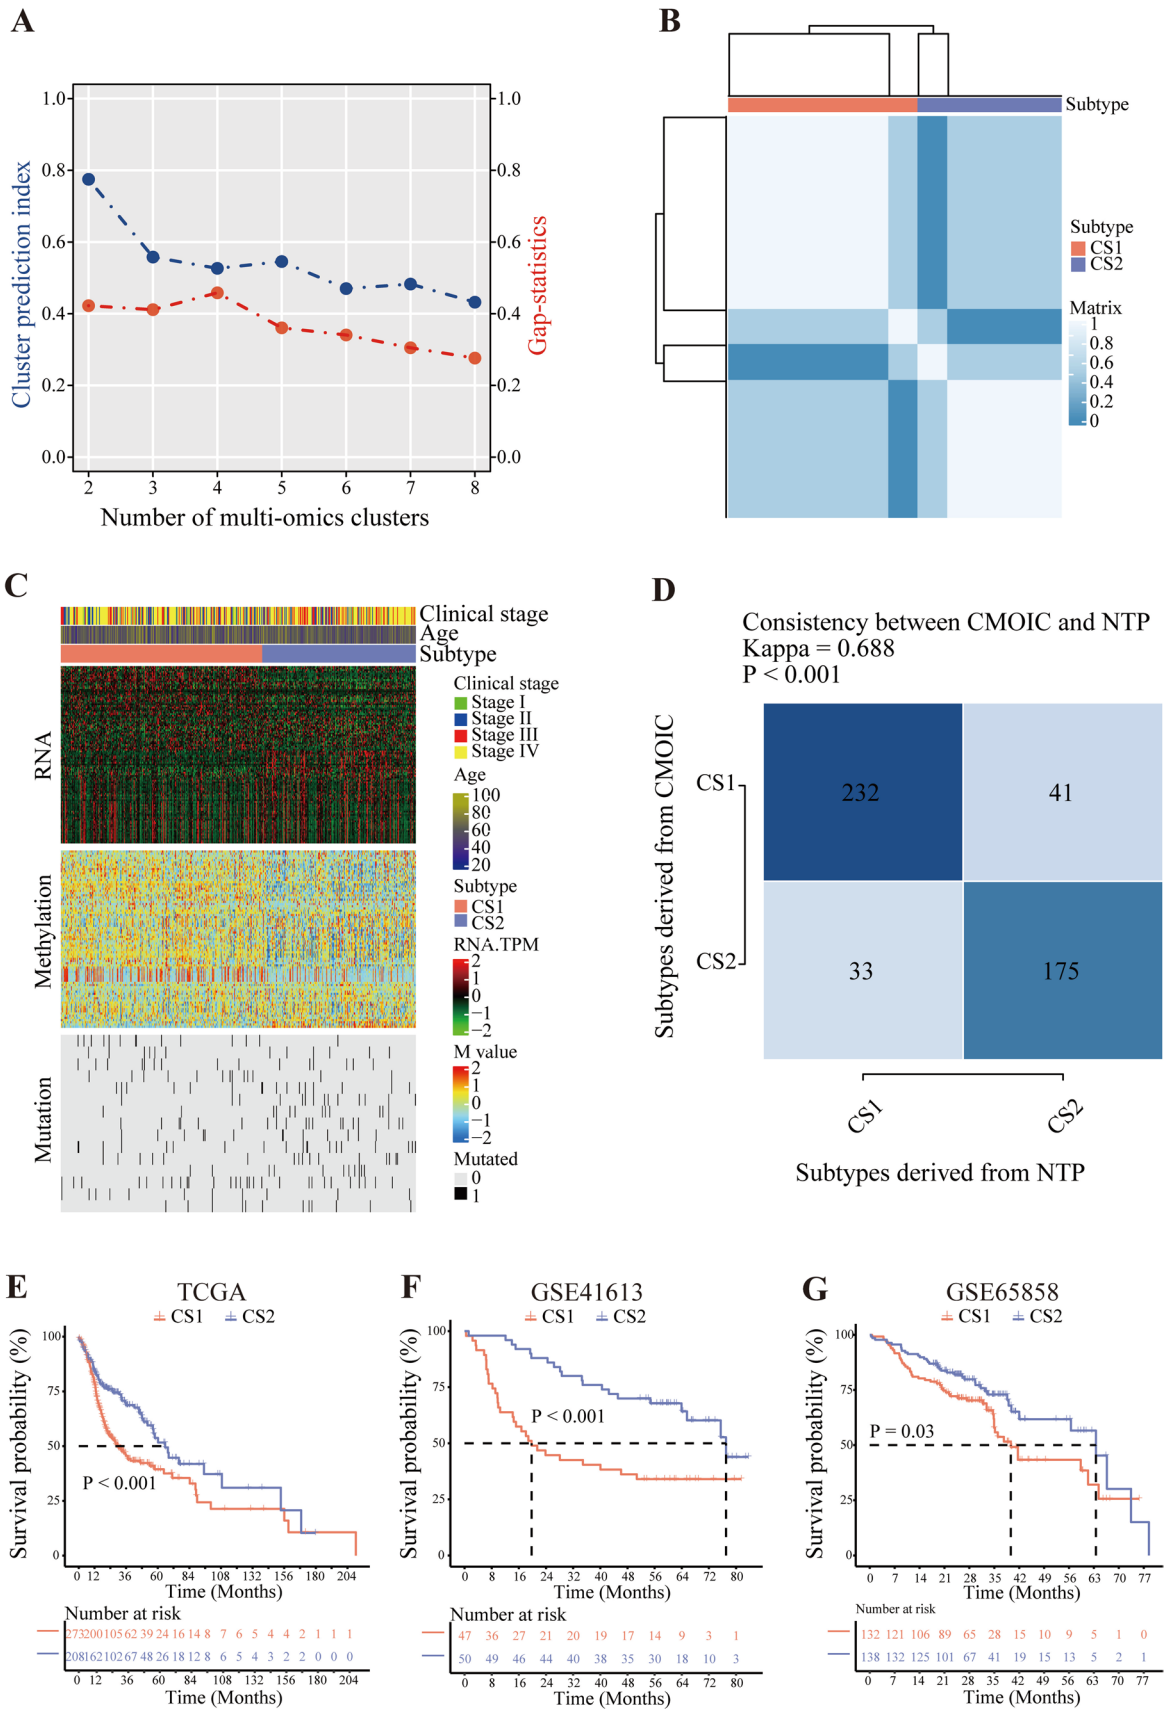 A
Cluster prediction index
1.0
0.8
0.6
0.4
0.2
0.0
1.0
0.8
0.6
0.4
0.2
0.0
Gap-statistics
2 3 4 5 6 7 8
Number of multi-omics clusters
B
Subtype
Subtype
CS1
CS2
Matrix
1
0.8
0.6
0.4
0.2
0
C
Clinical stage
Age
Subtype
RNA
Methylation
Mutation
Clinical stage
Stage I
Stage II
Stage III
Stage IV
Age
100
80
60
40
20
Subtype
CS1
CS2
RNA.TPM
2
1
0
−1
−2
M value
2
1
0
−1
−2
Mutated
0
1
D
Consistency between CMOIC and NTP
Kappa = 0.688
P < 0.001
Subtypes derived from CMOIC
CS1
CS2
232 41
33 175
CS1 CS2
Subtypes derived from NTP
E
TCGA
CS1 CS2
Survival probability (%)
100
75
50
25
0
P < 0.001
0 12 36 60 84 108 132 156 180 204
Time (Months)
Number at risk
273 200 105 62 39 24 16 14 8 7 6 5 4 4 2 1 1 1
208 162 102 67 48 26 18 12 8 6 5 4 3 2 2 0 0 0
0 12 36 60 84 108 132 156 180 204
Time (Months)
F
GSE41613
CS1 CS2
Survival probability (%)
100
75
50
25
0
P < 0.001
0 8 16 24 32 40 48 56 64 72 80
Time (Months)
Number at risk
47 36 27 21 20 19 17 14 9 3 1
50 49 46 44 40 38 35 30 18 10 3
0 8 16 24 32 40 48 56 64 72 80
Time (Months)
G
GSE65858
CS1 CS2
Survival probability (%)
100
75
50
25
0
P = 0.03
0 7 14 21 28 35 42 49 56 63 70 77
Time (Months)
Number at risk
132 121 106 89 65 28 15 10 9 5 1 0
138 132 125 101 67 41 19 15 13 5 2 1
0 7 14 21 28 35 42 49 56 63 70 77
Time (Months)